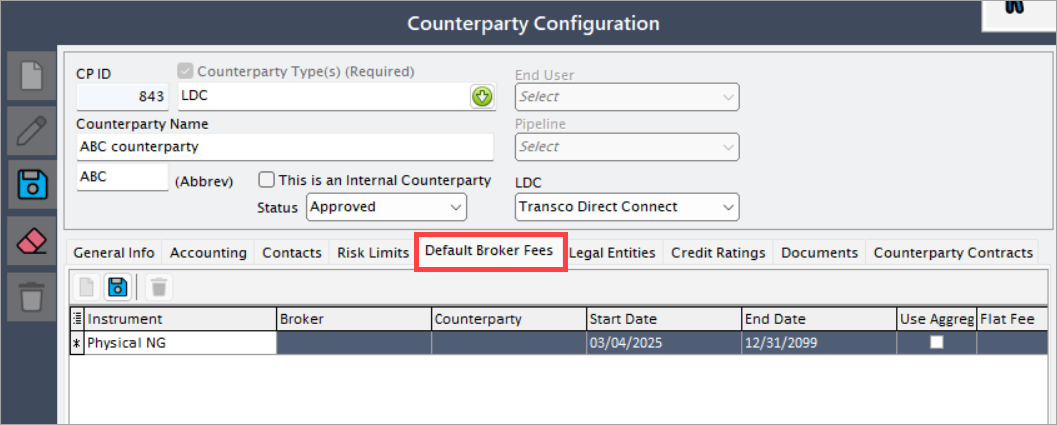 Counterparty Configuration
CP ID
Counterparty Type(s) (Required)
End User
843
LDC
Select
Counterparty Name
Pipeline
ABC counterparty
Select
ABC
(Abbrev)
This is an Internal Counterparty
LDC
Status
Approved
Transco Direct Connect
General Info Accounting Contacts Risk Limits Default Broker Fees Legal Entities Credit Ratings Documents Counterparty Contracts
Instrument Broker Counterparty Start Date End Date Use Aggreg Flat Fee
* Physical NG 03/04/2025 12/31/2099